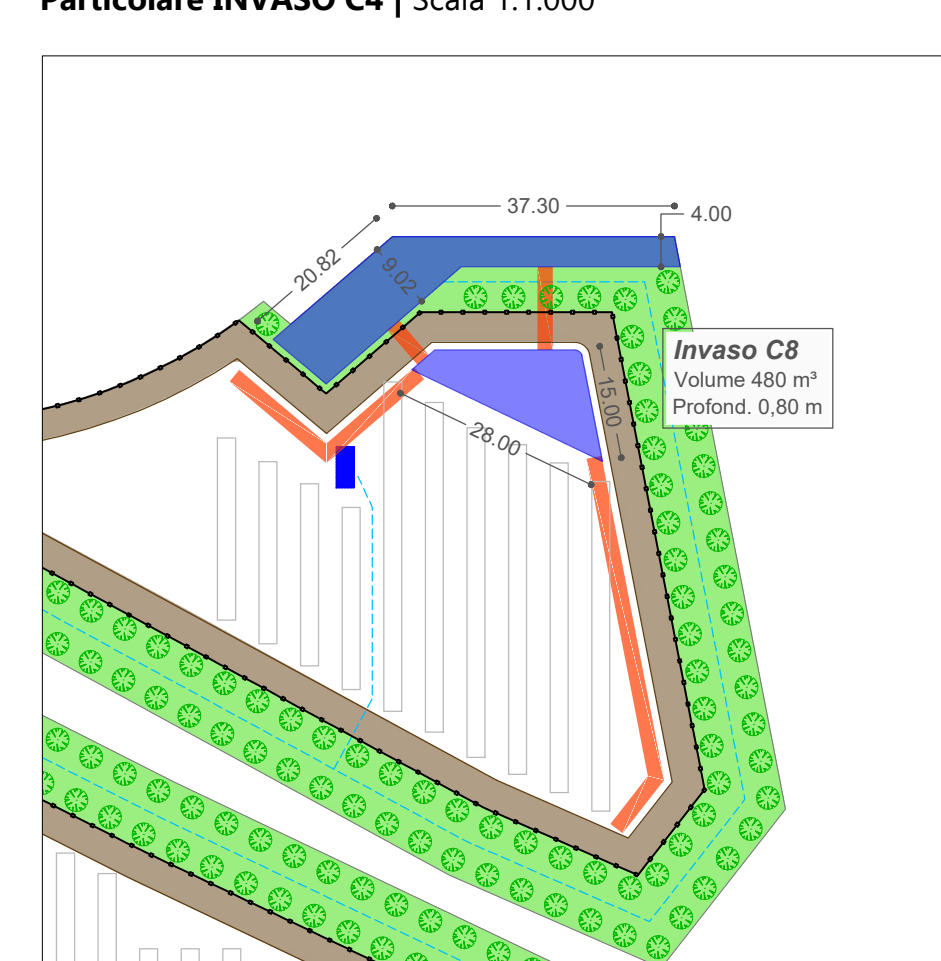 Particolare INVASO C4 | Scala 1:1.000
37.30
4.00
20.82
9.02
Invaso C8
Volume 480 m³
Profond. 0,80 m
15.00
28.00